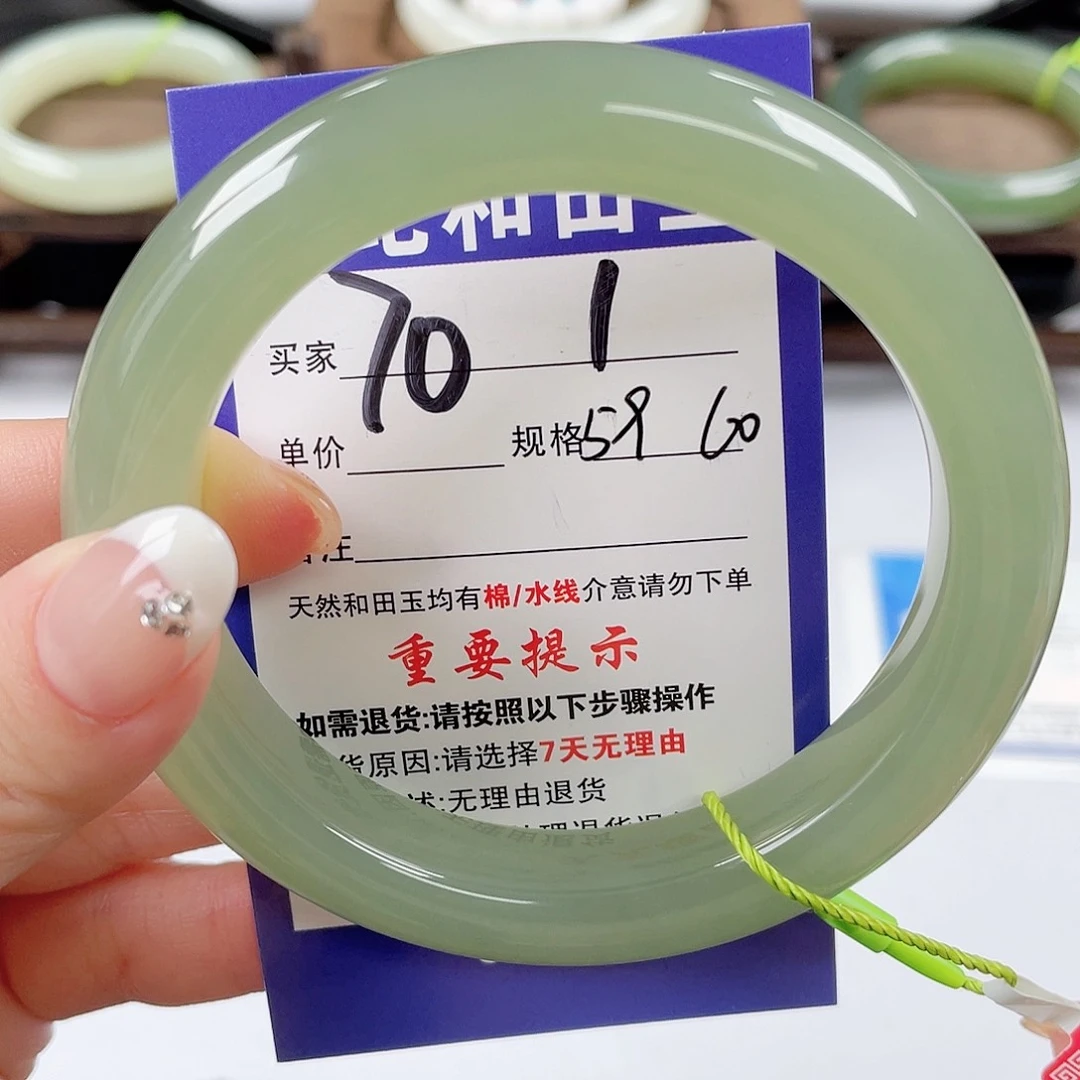 和田玉
买家 70 1
单价 规格 59 60
注
天然和田玉均有棉/水线介意请勿下单
重要提示
如需退货:请按照以下步骤操作
货原因:请选择7天无理由
述:无理由退货